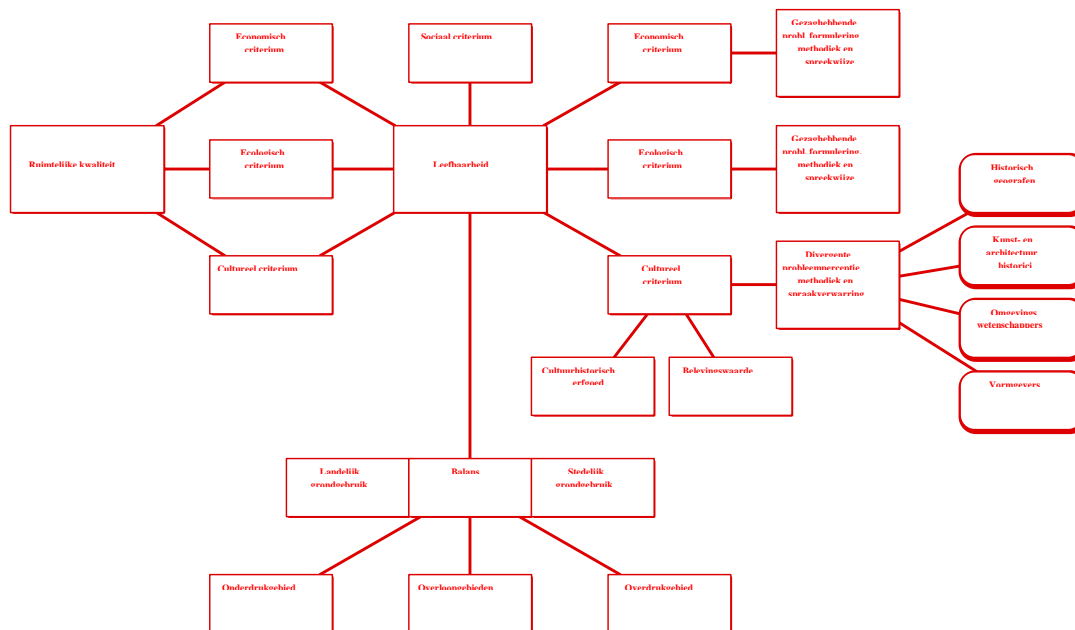 Economisch
criterium
Sociaal criterium
Economisch
criterium
Gezaghebbende
probl. formulering,
methodiek en
spreekwijze
Ruimtelijke kwaliteit
Ecologisch
criterium
Leefbaarheid
Ecologisch
criterium
Gezaghebbende
probl. formulering,
methodiek en
spreekwijze
Historisch
geografen
Cultureel criterium
Cultureel
criterium
Divergente
probleempercentie
methodiek en
spraakverwarring
Kunst- en
architectuur
historici
Omgevings
wetenschappers
Vormgevers
Cultuurhistorisch
erfgoed
Belevingswaarde
Landelijk
grondgebruik
Balans
Stedelijk
grondgebruik
Onderdrukgebied
Overloopgebieden
Overdrukgebied